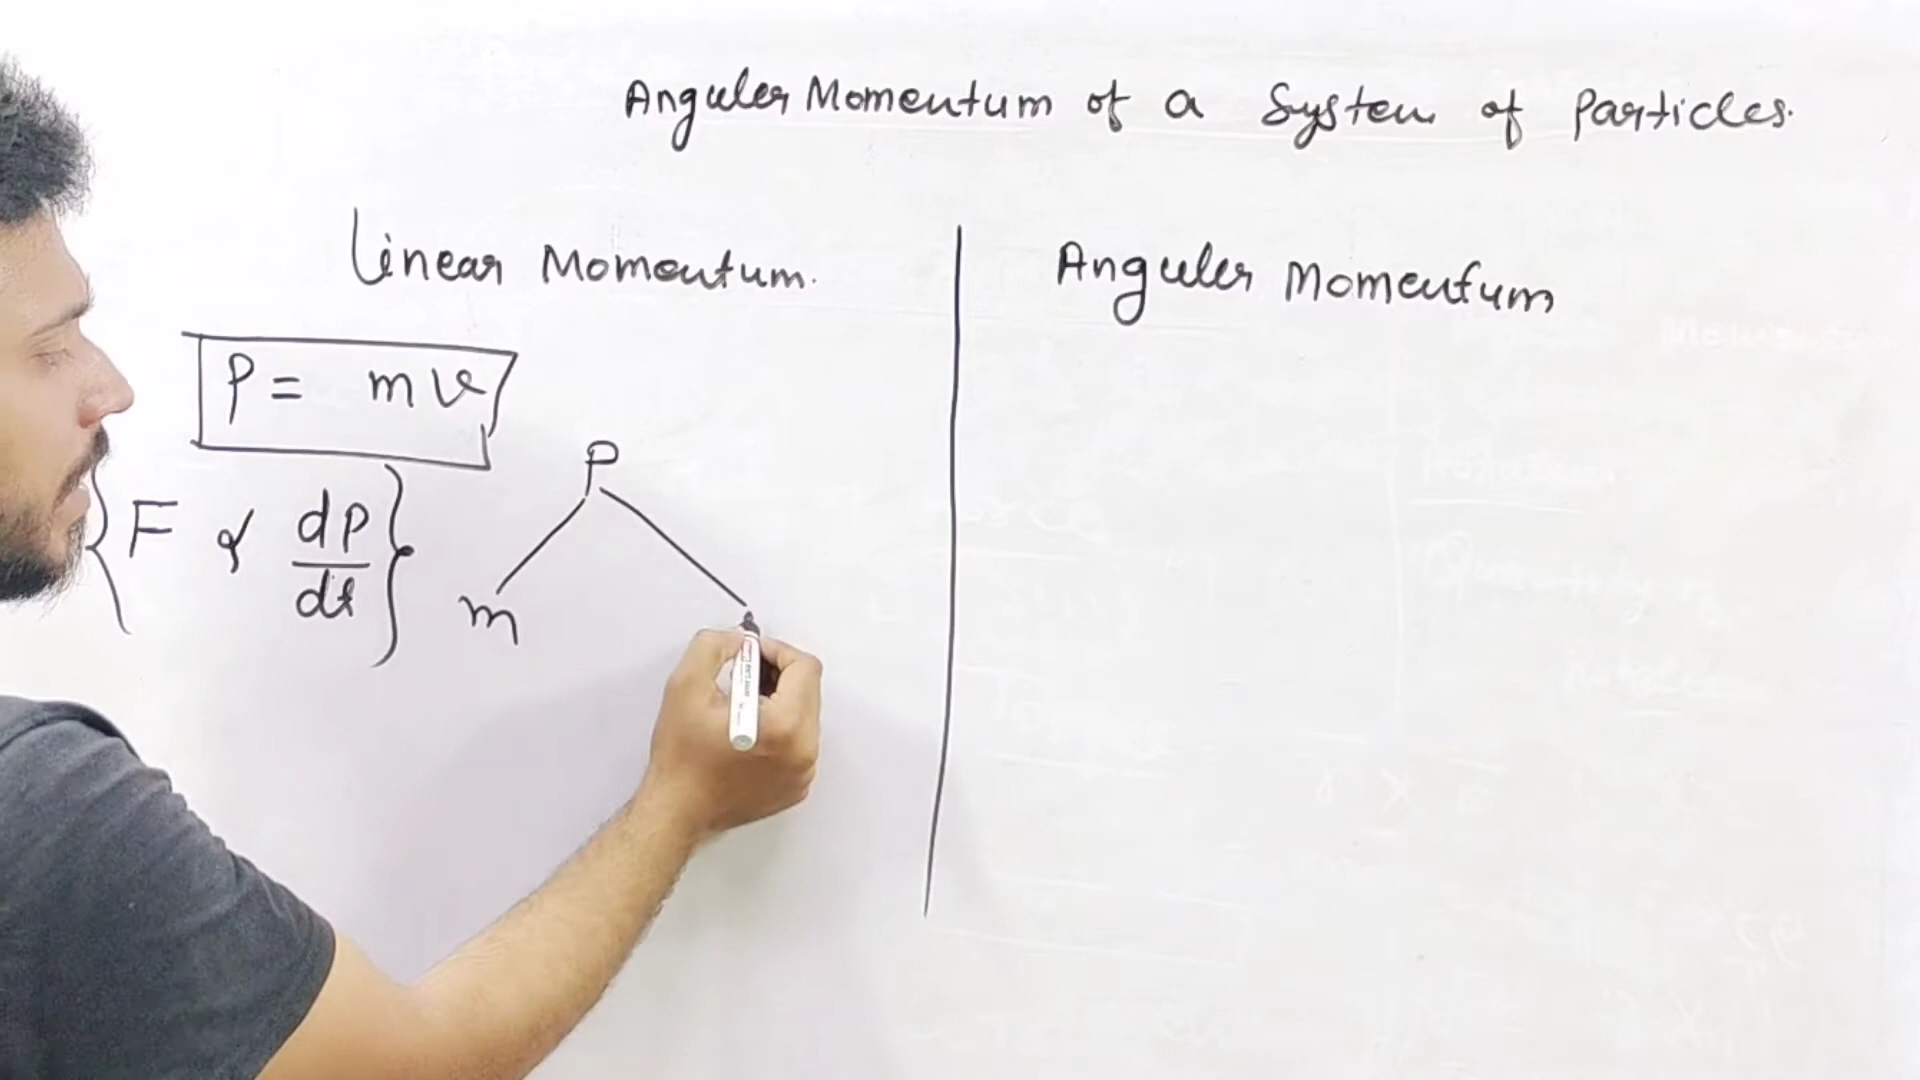 Anguler Momentum of a System of Particles.
Linear Momentum.
P = mv
F ∝ dp/dt
P
m
Anguler Momentum